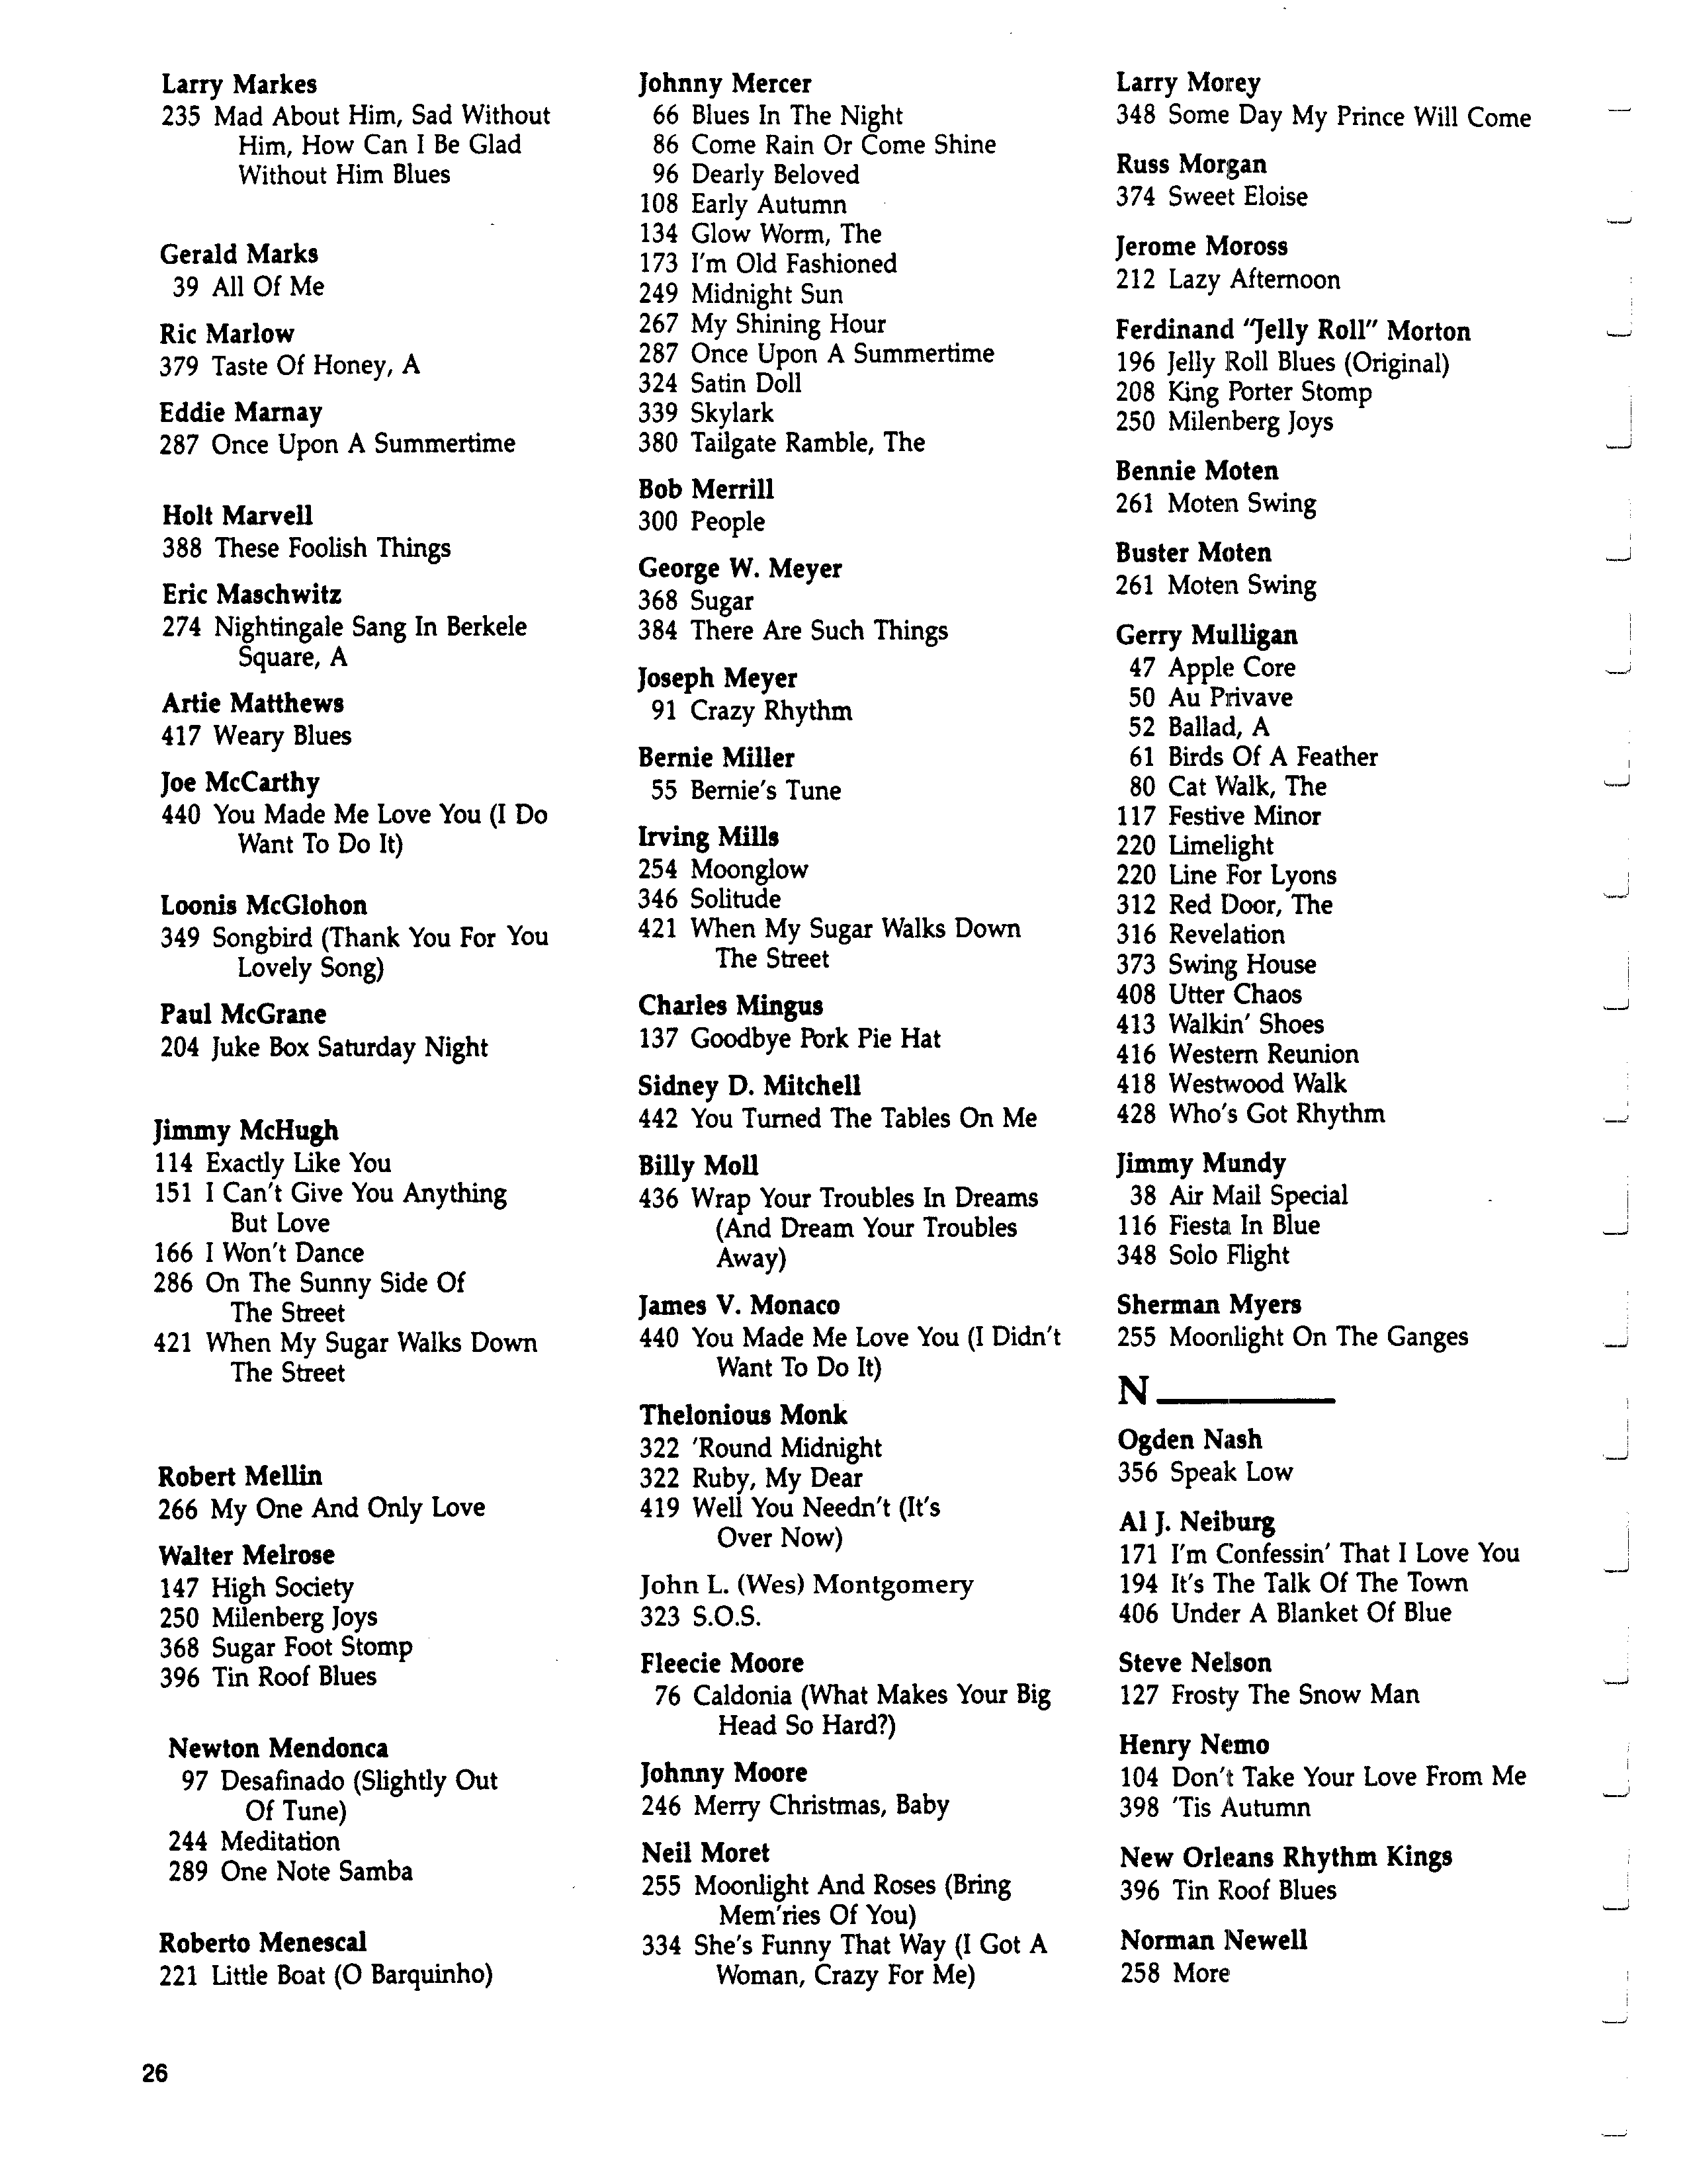 Larry Markes
235 Mad About Him, Sad Without
Him, How Can I Be Glad
Without Him Blues
Gerald Marks
39 All Of Me
Ric Marlow
379 Taste Of Honey, A
Eddie Marnay
287 Once Upon A Summertime
Holt Marvell
388 These Foolish Things
Eric Maschwitz
274 Nightingale Sang In Berkele
Square, A
Artie Matthews
417 Weary Blues
Joe McCarthy
440 You Made Me Love You (I Do
Want To Do It)
Loonis McGlohon
349 Songbird (Thank You For You
Lovely Song)
Paul McGrane
204 Juke Box Saturday Night
Jimmy McHugh
114 Exactly Like You
151 I Can't Give You Anything
But Love
166 I Won't Dance
286 On The Sunny Side Of
The Street
421 When My Sugar Walks Down
The Street
Robert Mellin
266 My One And Only Love
Walter Melrose
147 High Society
250 Milenberg Joys
368 Sugar Foot Stomp
396 Tin Roof Blues
Newton Mendonca
97 Desafinado (Slightly Out
Of Tune)
244 Meditation
289 One Note Samba
Roberto Menescal
221 Little Boat (O Barquinho)
Johnny Mercer
66 Blues In The Night
86 Come Rain Or Come Shine
96 Dearly Beloved
108 Early Autumn
134 Glow Worm, The
173 I'm Old Fashioned
249 Midnight Sun
267 My Shining Hour
287 Once Upon A Summertime
324 Satin Doll
339 Skylark
380 Tailgate Ramble, The
Bob Merrill
300 People
George W. Meyer
368 Sugar
384 There Are Such Things
Joseph Meyer
91 Crazy Rhythm
Bernie Miller
55 Bernie's Tune
Irving Mills
254 Moonglow
346 Solitude
421 When My Sugar Walks Down
The Street
Charles Mingus
137 Goodbye Pork Pie Hat
Sidney D. Mitchell
442 You Turned The Tables On Me
Billy Moll
436 Wrap Your Troubles In Dreams
(And Dream Your Troubles
Away)
James V. Monaco
440 You Made Me Love You (I Didn't
Want To Do It)
Thelonious Monk
322 'Round Midnight
322 Ruby, My Dear
419 Well You Needn't (It's
Over Now)
John L. (Wes) Montgomery
323 S.O.S.
Fleecie Moore
76 Caldonia (What Makes Your Big
Head So Hard?)
Johnny Moore
246 Merry Christmas, Baby
Neil Moret
255 Moonlight And Roses (Bring
Mem'ries Of You)
334 She's Funny That Way (I Got A
Woman, Crazy For Me)
Larry Morey
348 Some Day My Prince Will Come
Russ Morgan
374 Sweet Eloise
Jerome Moross
212 Lazy Afternoon
Ferdinand "Jelly Roll" Morton
196 Jelly Roll Blues (Original)
208 King Porter Stomp
250 Milenberg Joys
Bennie Moten
261 Moten Swing
Buster Moten
261 Moten Swing
Gerry Mulligan
47 Apple Core
50 Au Privave
52 Ballad, A
61 Birds Of A Feather
80 Cat Walk, The
117 Festive Minor
220 Limelight
220 Line For Lyons
312 Red Door, The
316 Revelation
373 Swing House
408 Utter Chaos
413 Walkin' Shoes
416 Western Reunion
418 Westwood Walk
428 Who's Got Rhythm
Jimmy Mundy
38 Air Mail Special
116 Fiesta In Blue
348 Solo Flight
Sherman Myers
255 Moonlight On The Ganges
N
Ogden Nash
356 Speak Low
Al J. Neiburg
171 I'm Confessin' That I Love You
194 It's The Talk Of The Town
406 Under A Blanket Of Blue
Steve Nelson
127 Frosty The Snow Man
Henry Nemo
104 Don't Take Your Love From Me
398 'Tis Autumn
New Orleans Rhythm Kings
396 Tin Roof Blues
Norman Newell
258 More
26